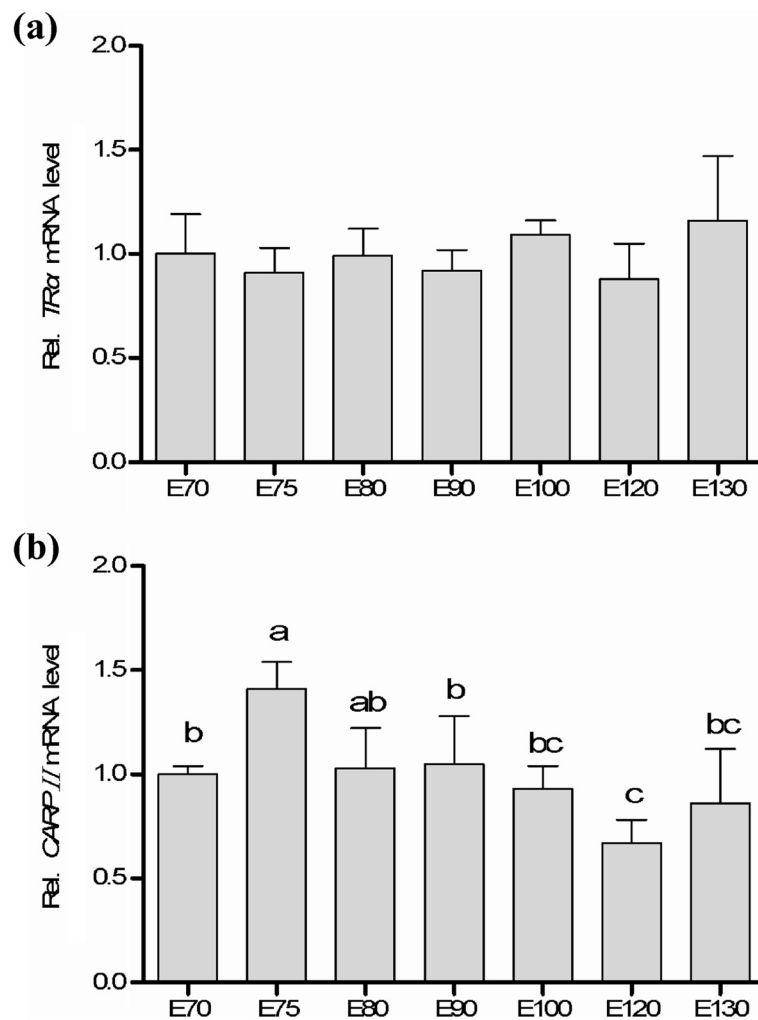 (a)
2.0
1.5
1.0
0.5
0.0
Rel. TRα mRNA level
E70 E75 E80 E90 E100 E120 E130
(b)
2.0
1.5
1.0
0.5
0.0
Rel. CARP II mRNA level
b a ab b bc c bc
E70 E75 E80 E90 E100 E120 E130